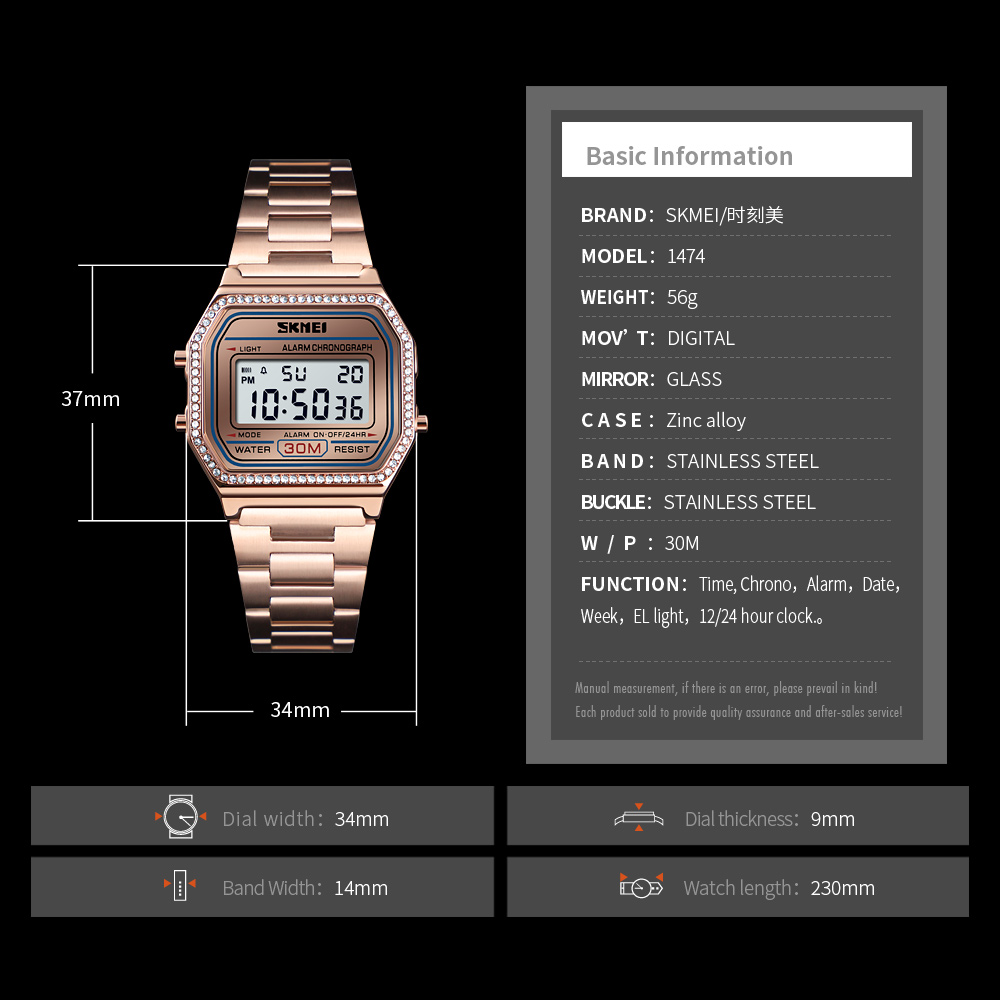 Basic Information
BRAND：SKMEI/时刻美
MODEL：1474
WEIGHT：56g
MOV’T：DIGITAL
MIRROR：GLASS
CASE：Zinc alloy
BAND：STAINLESS STEEL
BUCKLE：STAINLESS STEEL
W/P：30M
FUNCTION：Time, Chrono，Alarm，Date，
Week，EL light，12/24 hour clock.。
Manual measurement, if there is an error, please prevail in kind!
Each product sold to provide quality assurance and after-sales service!
SKMEI
LIGHT ALARM CHRONOGRAPH
SU 20
PM
10:50 36
MODE ALARM ON-OFF/24HR
WATER 30M RESIST
37mm
34mm
Dial width：34mm
Dial thickness：9mm
Band Width：14mm
Watch length：230mm